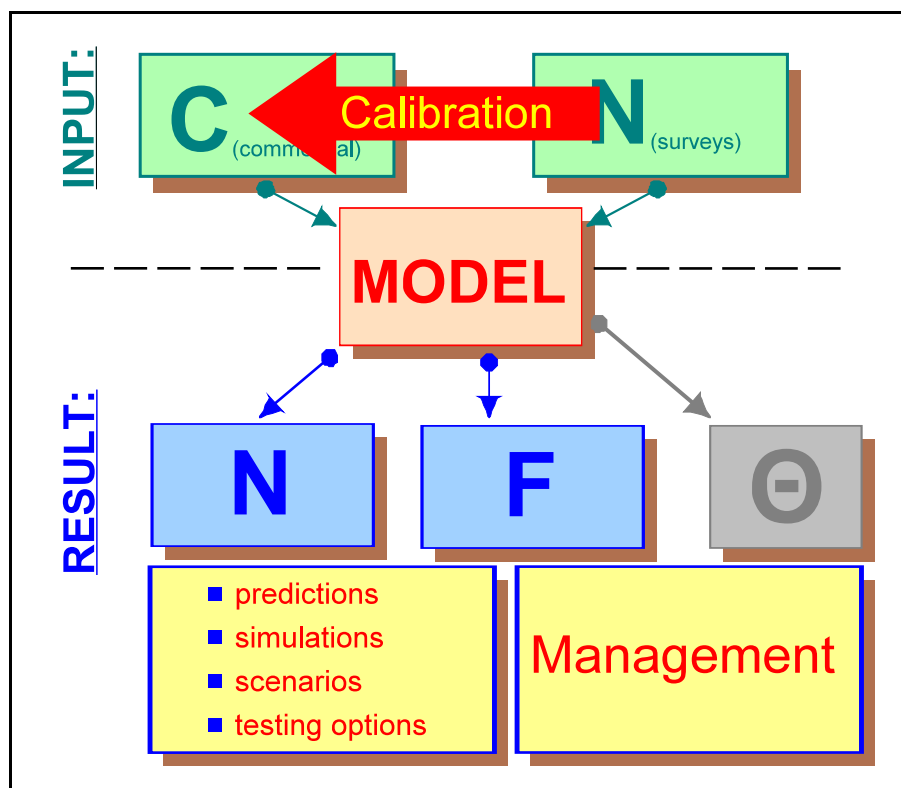 INPUT:
C
(comme al)
Calibration
N
(surveys)
MODEL
RESULT:
N
F
Θ
predictions
simulations
scenarios
testing options
Management